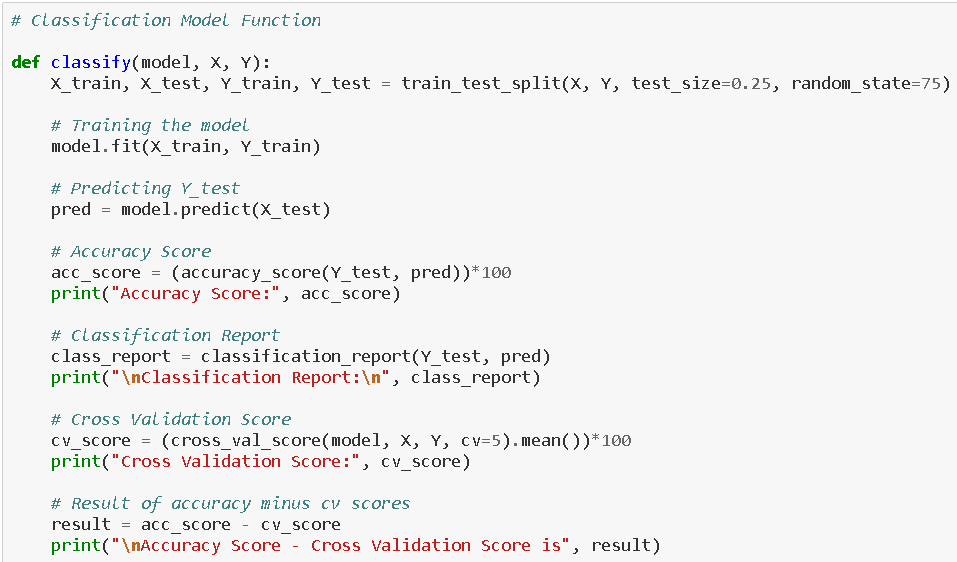 # Classification Model Function
def classify(model, X, Y):
    X_train, X_test, Y_train, Y_test = train_test_split(X, Y, test_size=0.25, random_state=75)
    # Training the model
    model.fit(X_train, Y_train)
    # Predicting Y_test
    pred = model.predict(X_test)
    # Accuracy Score
    acc_score = (accuracy_score(Y_test, pred))*100
    print("Accuracy Score:", acc_score)
    # Classification Report
    class_report = classification_report(Y_test, pred)
    print("\nClassification Report:\n", class_report)
    # Cross Validation Score
    cv_score = (cross_val_score(model, X, Y, cv=5).mean())*100
    print("Cross Validation Score:", cv_score)
    # Result of accuracy minus cv scores
    result = acc_score - cv_score
    print("\nAccuracy Score - Cross Validation Score is", result)